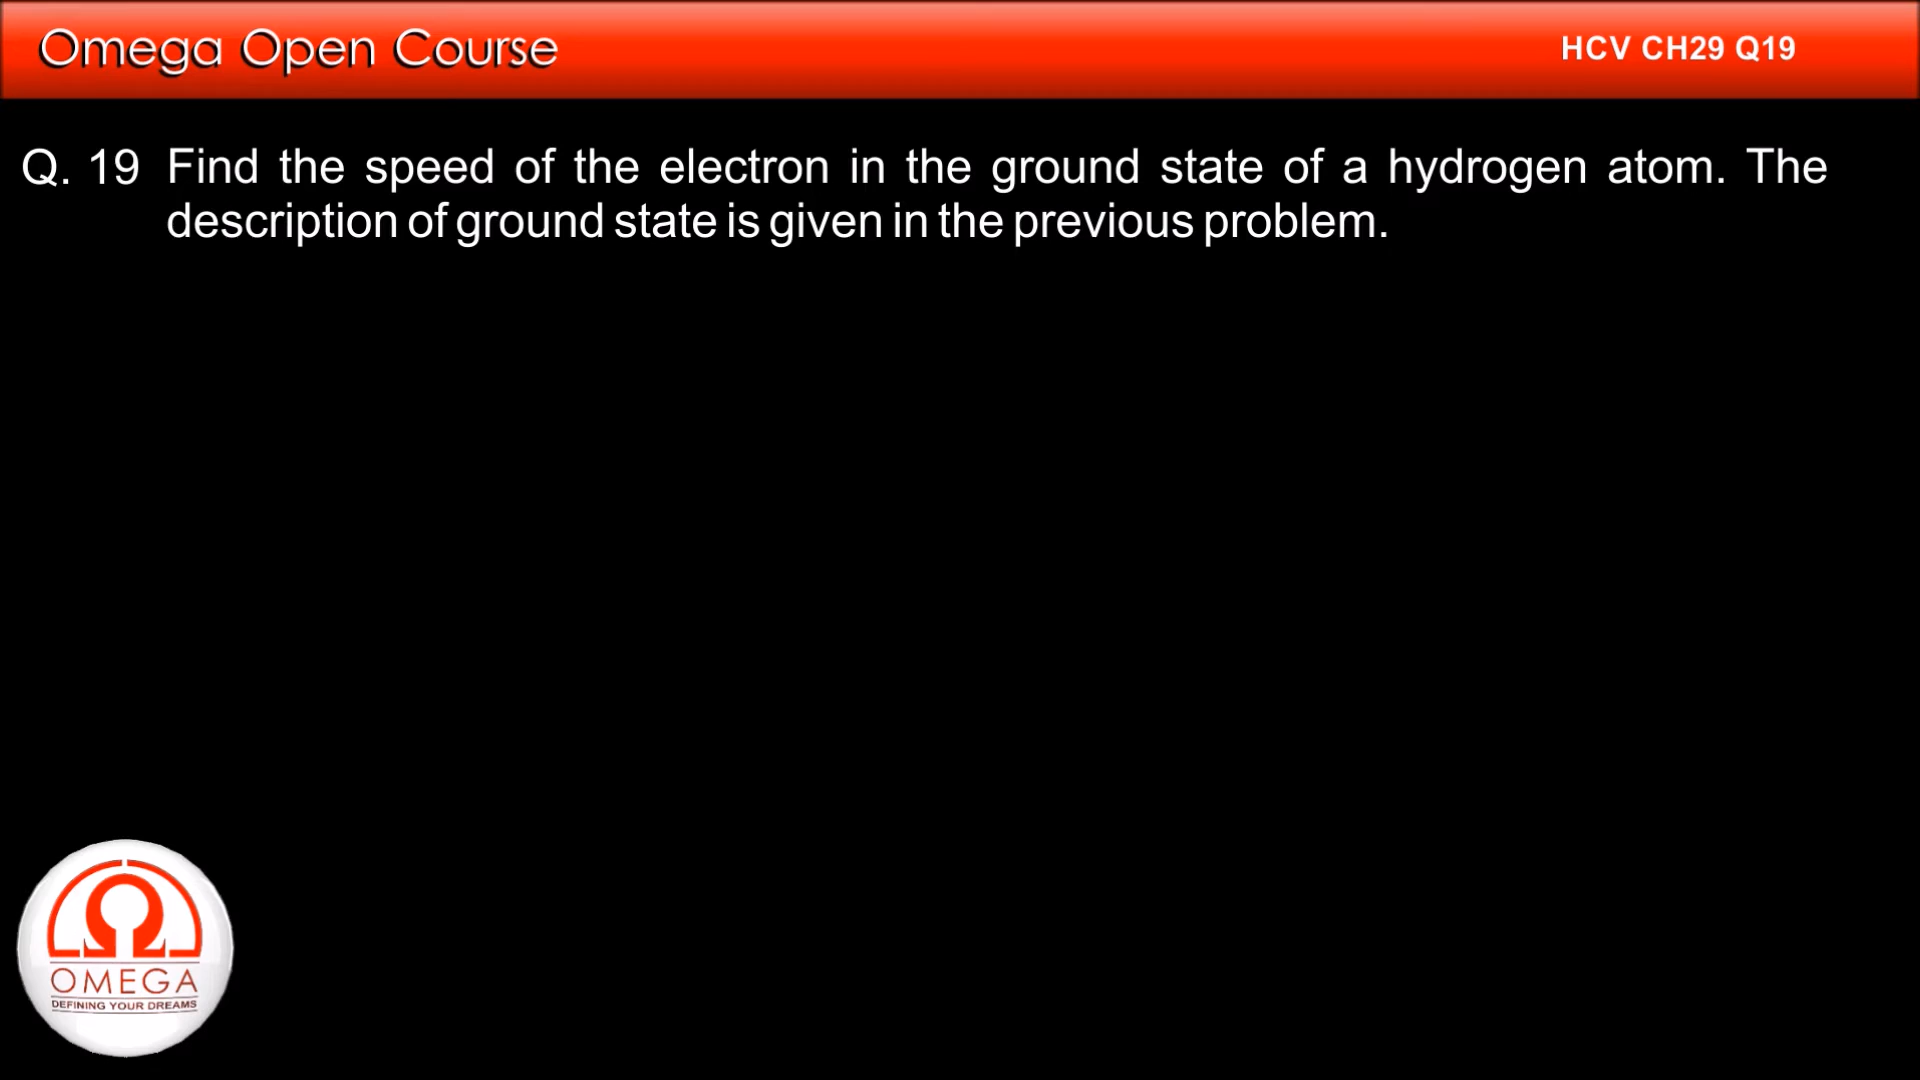 Omega Open Course
HCV CH29 Q19
Q. 19 Find the speed of the electron in the ground state of a hydrogen atom. The
description of ground state is given in the previous problem.
OMEGA
DEFINING YOUR DREAMS